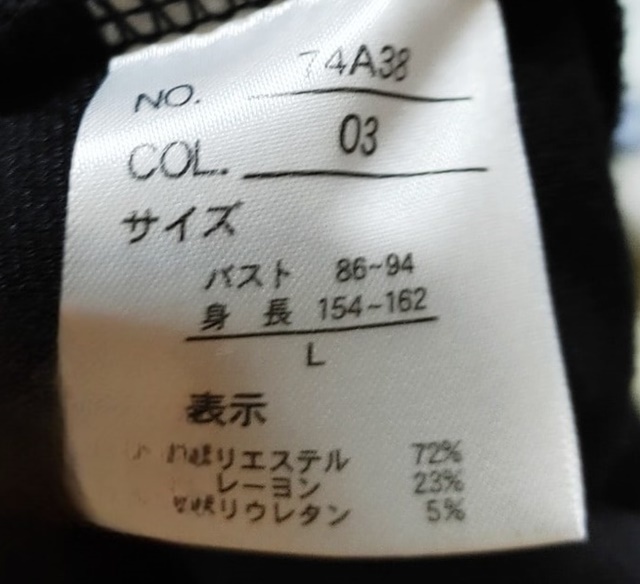 NO. 74A38
COL. 03
サイズ
バスト 86~94
身長 154~162
L
表示
ポリエステル 72%
レーヨン 23%
ポリウレタン 5%